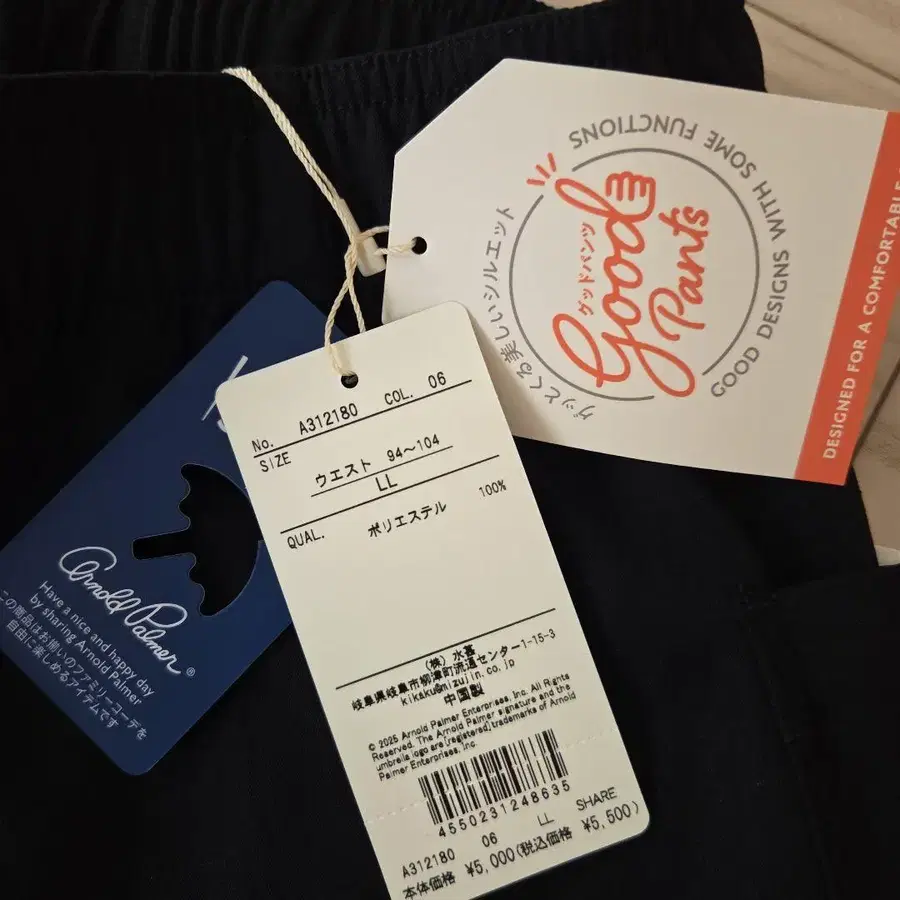 GOOD DESIGNS WITH SOME FUNCTIONS
グッとくる美しいシルエット
グッドパンツ
Good
Pants
DESIGNED FOR A COMFORTABLE
No. A312180 COL. 06
SIZE
ウエスト 94~104
LL
QUAL. ポリエステル 100%
(株) 水甚
岐阜県岐阜市柳津町流通センター1-15-3
kikaku@mizujin.co.jp
中国製
© 2025 Arnold Palmer Enterprises, Inc. All Rights
Reserved. The Arnold Palmer signature and the
umbrella logo are [registered] trademarks of Arnold
Palmer Enterprises, Inc.
4550231248635
SHARE
A312180 06 LL
本体価格 ¥5,000(税込価格 ¥5,500)
Arnold Palmer®
Have a nice and happy day
by sharing Arnold Palmer
この商品はお揃いのファミリーコーデを
自由に楽しめるアイテムです